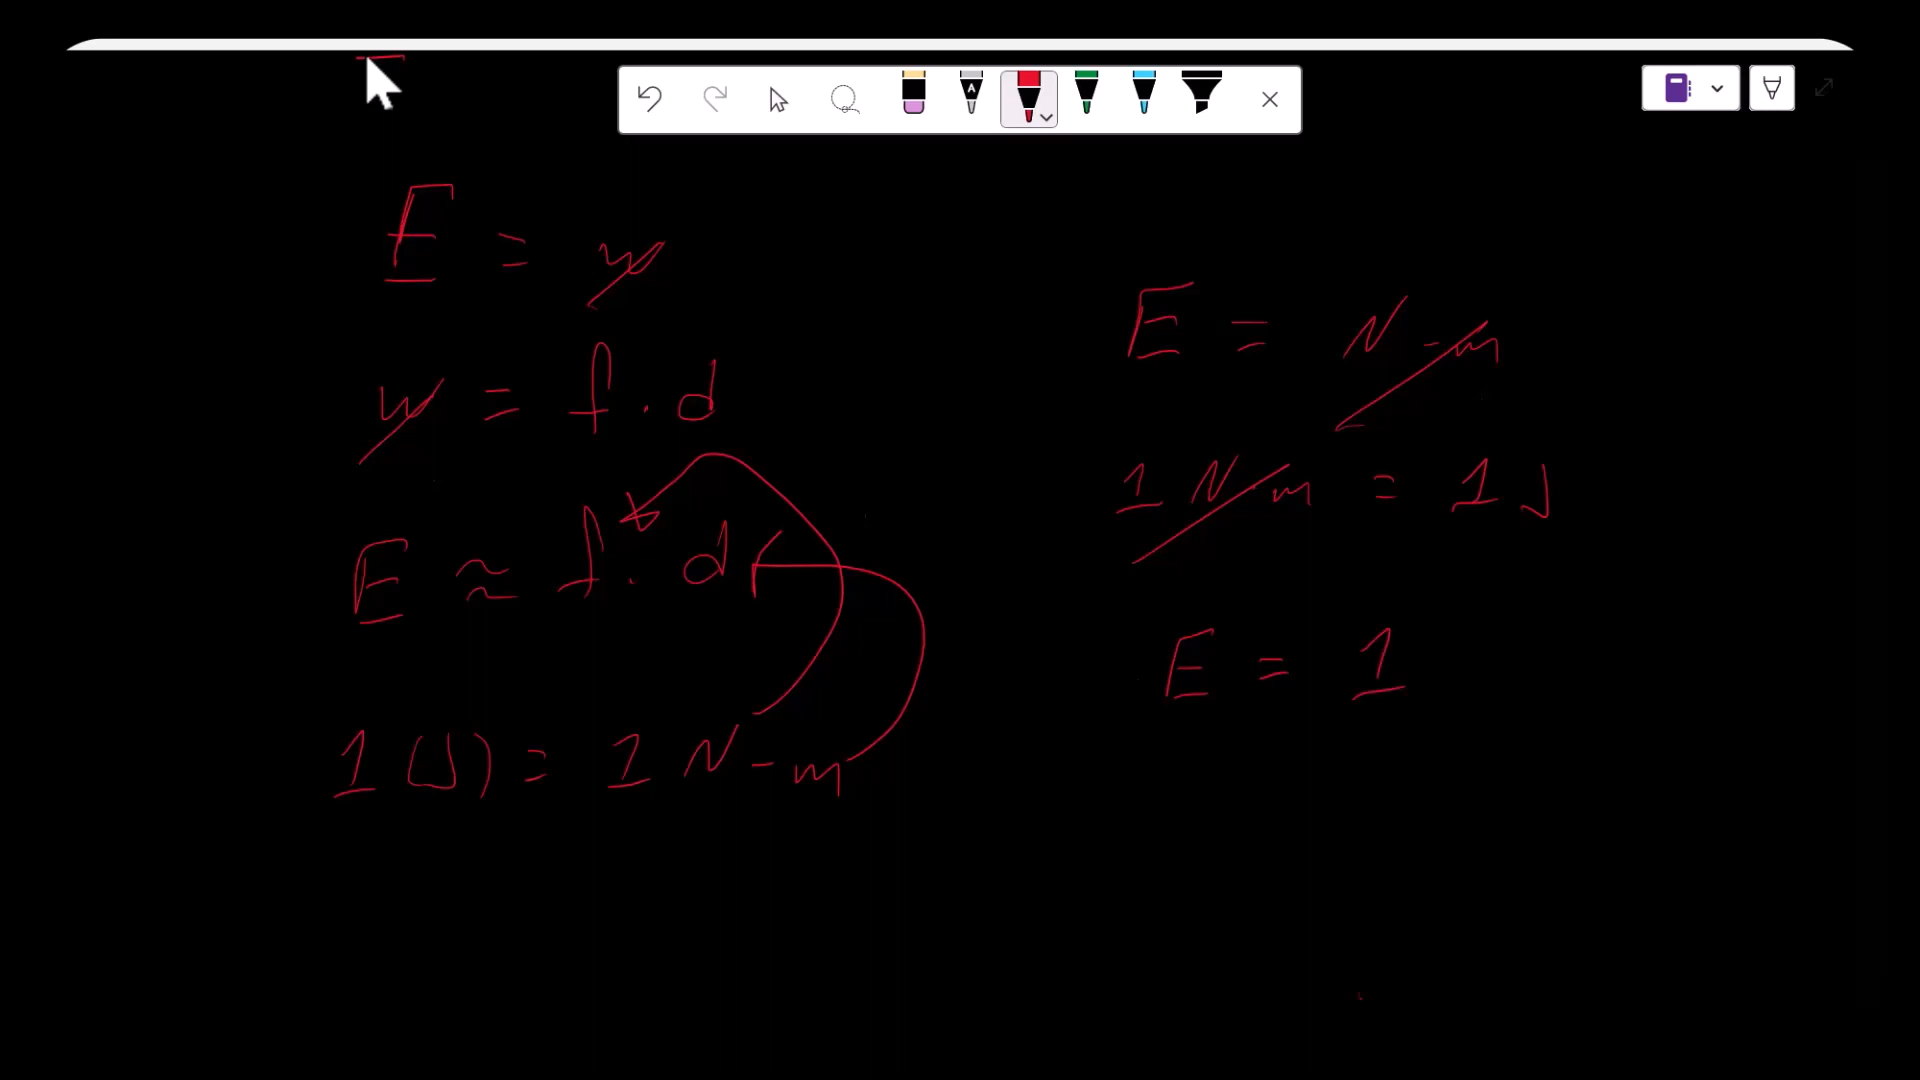 E = w
w = f . d
E ≈ f . d
1 (J) = 1 N - m
E = N - m
1 N - m = 1 J
E = 1
A